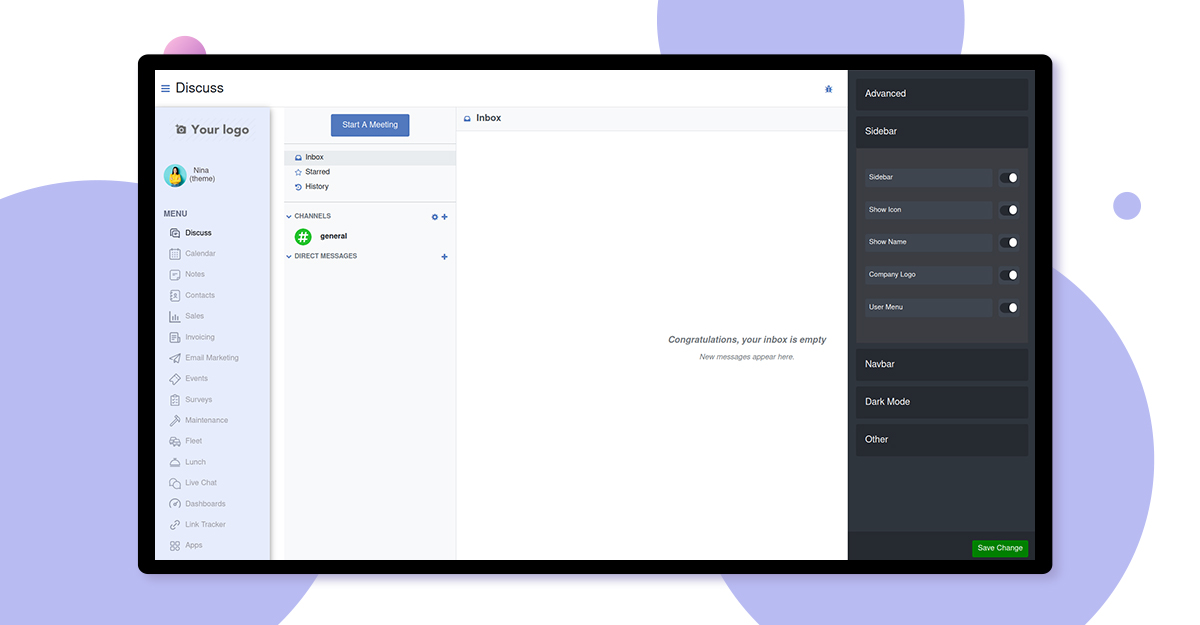 Discuss
Your logo
Nina
(theme)
MENU
Discuss
Calendar
Notes
Contacts
Sales
Invoicing
Email Marketing
Events
Surveys
Maintenance
Fleet
Lunch
Live Chat
Dashboards
Link Tracker
Apps
Start A Meeting
Inbox
Starred
History
CHANNELS
general
DIRECT MESSAGES
Inbox
Congratulations, your inbox is empty
New messages appear here.
Advanced
Sidebar
Sidebar
Show Icon
Show Name
Company Logo
User Menu
Navbar
Dark Mode
Other
Save Change